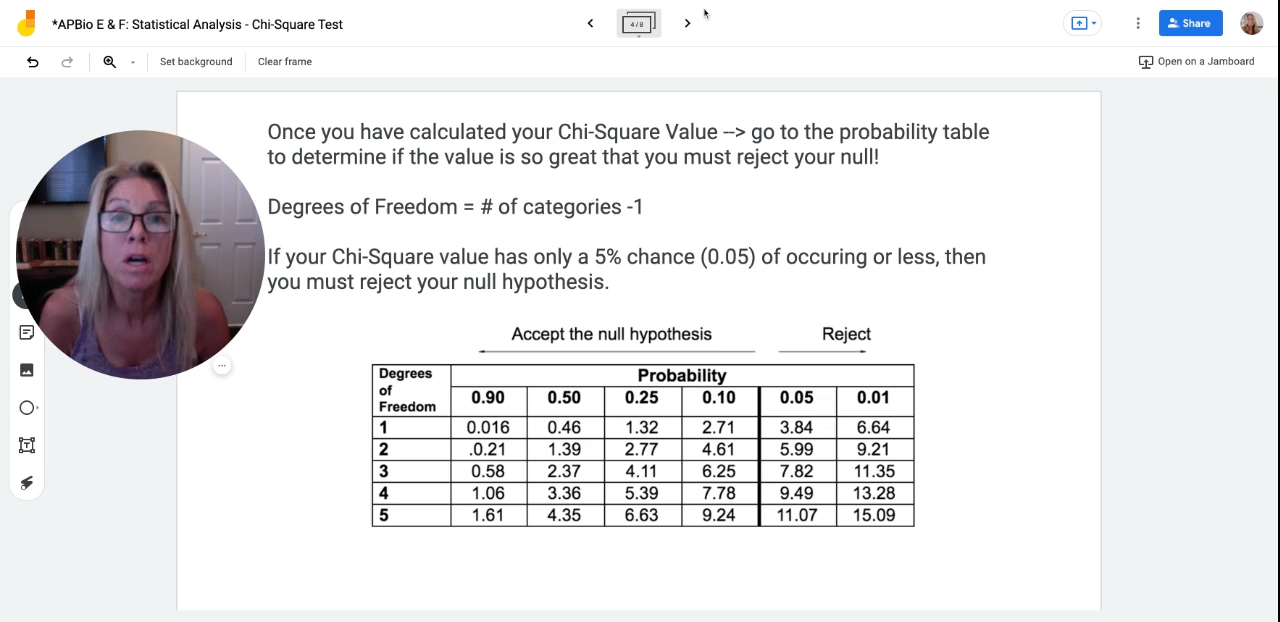 *APBio E & F: Statistical Analysis - Chi-Square Test
4/8
Share
Set background
Clear frame
Open on a Jamboard
Once you have calculated your Chi-Square Value --> go to the probability table
to determine if the value is so great that you must reject your null!
Degrees of Freedom = # of categories -1
If your Chi-Square value has only a 5% chance (0.05) of occuring or less, then
you must reject your null hypothesis.
Accept the null hypothesis Reject
Degrees of Freedom Probability
0.90 0.50 0.25 0.10 0.05 0.01
1 0.016 0.46 1.32 2.71 3.84 6.64
2 .0.21 1.39 2.77 4.61 5.99 9.21
3 0.58 2.37 4.11 6.25 7.82 11.35
4 1.06 3.36 5.39 7.78 9.49 13.28
5 1.61 4.35 6.63 9.24 11.07 15.09